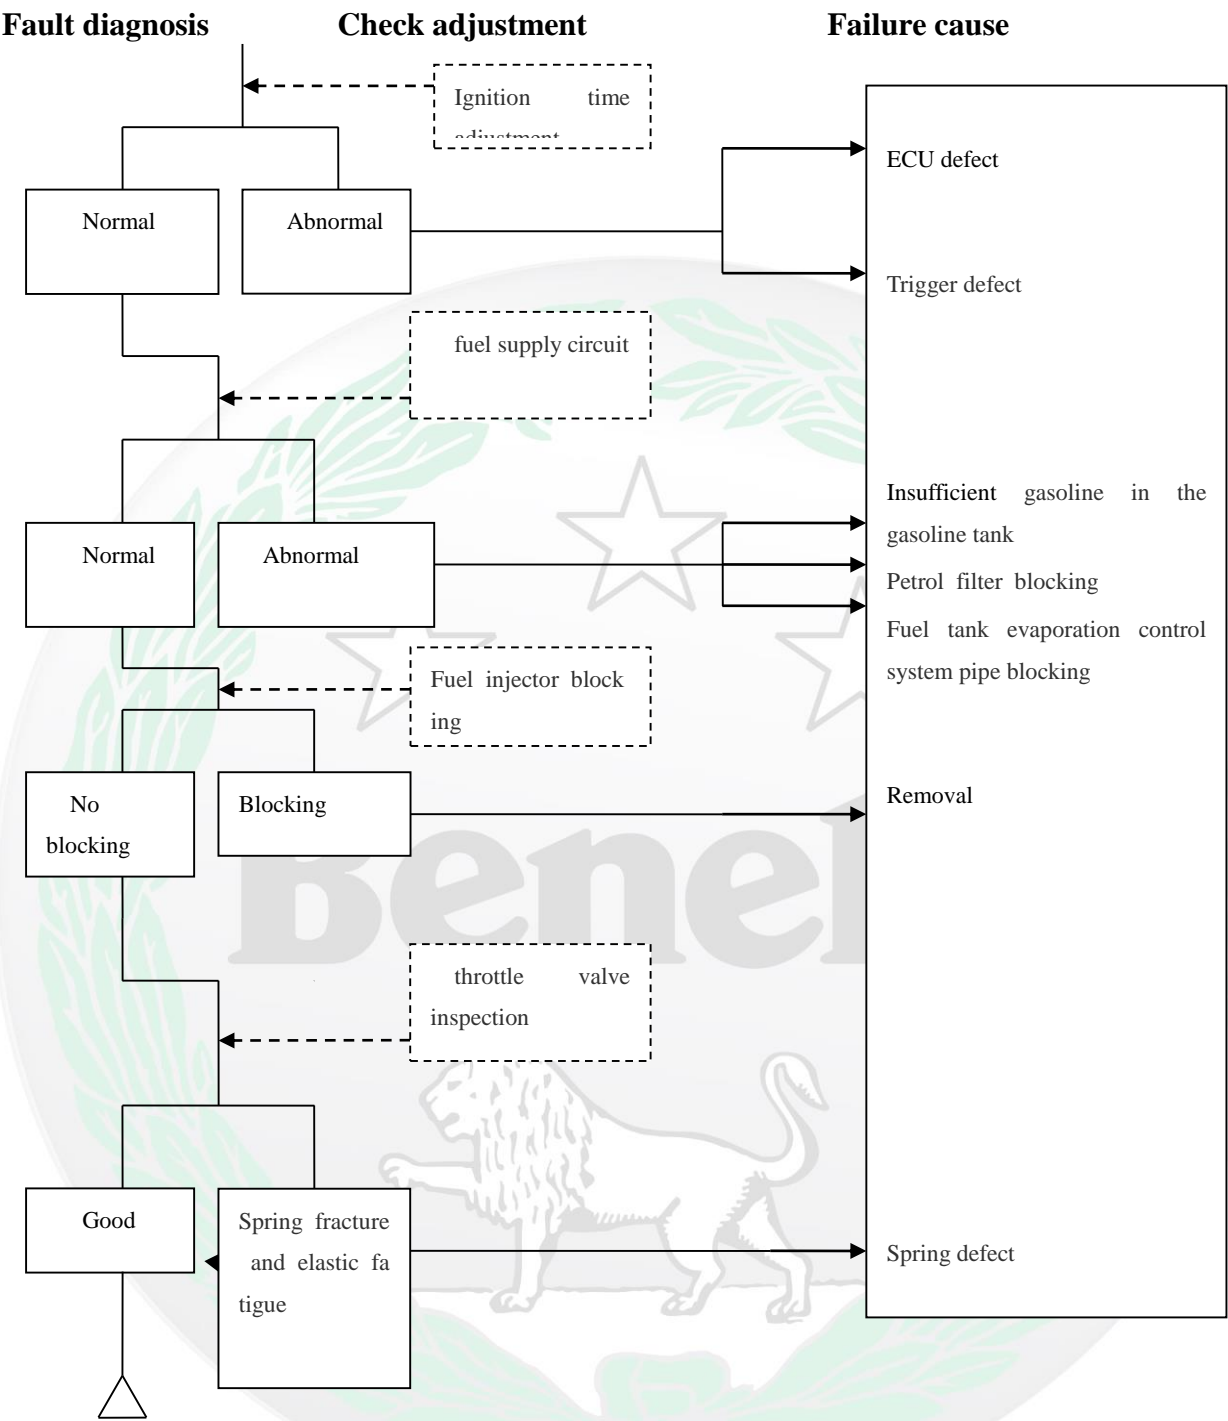 Fault diagnosis Check adjustment Failure cause
Ignition time
adjustment
ECU defect
Normal Abnormal
Trigger defect
fuel supply circuit
Insufficient gasoline in the
gasoline tank
Normal Abnormal
Petrol filter blocking
Fuel tank evaporation control
system pipe blocking
Fuel injector block
ing
Removal
No
blocking
Blocking
Benel
throttle valve
inspection
Good
Spring fracture
and elastic fa
tigue
Spring defect